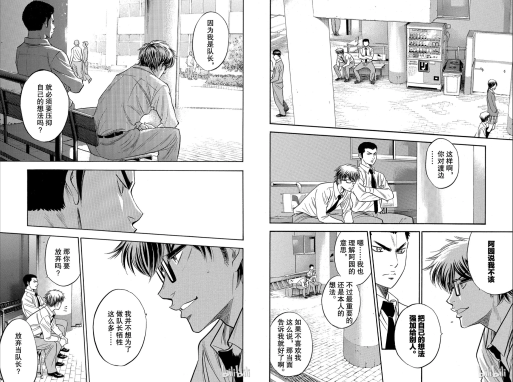 这样啊。
你对渡边
……
阿园说我不该
把自己的想法
强加给别人。
嗯……我也
理解阿园的
意思。
不过最重要的
还是本人的
想法。
如果不喜欢我
这么说，那当面
告诉我就好了啊。
因为我
是队长，
就必须要压抑
自己的想法吗？
我并不想为了
做队长牺牲
这么多……
那你要
放弃吗？
放弃当队长？
bilibili